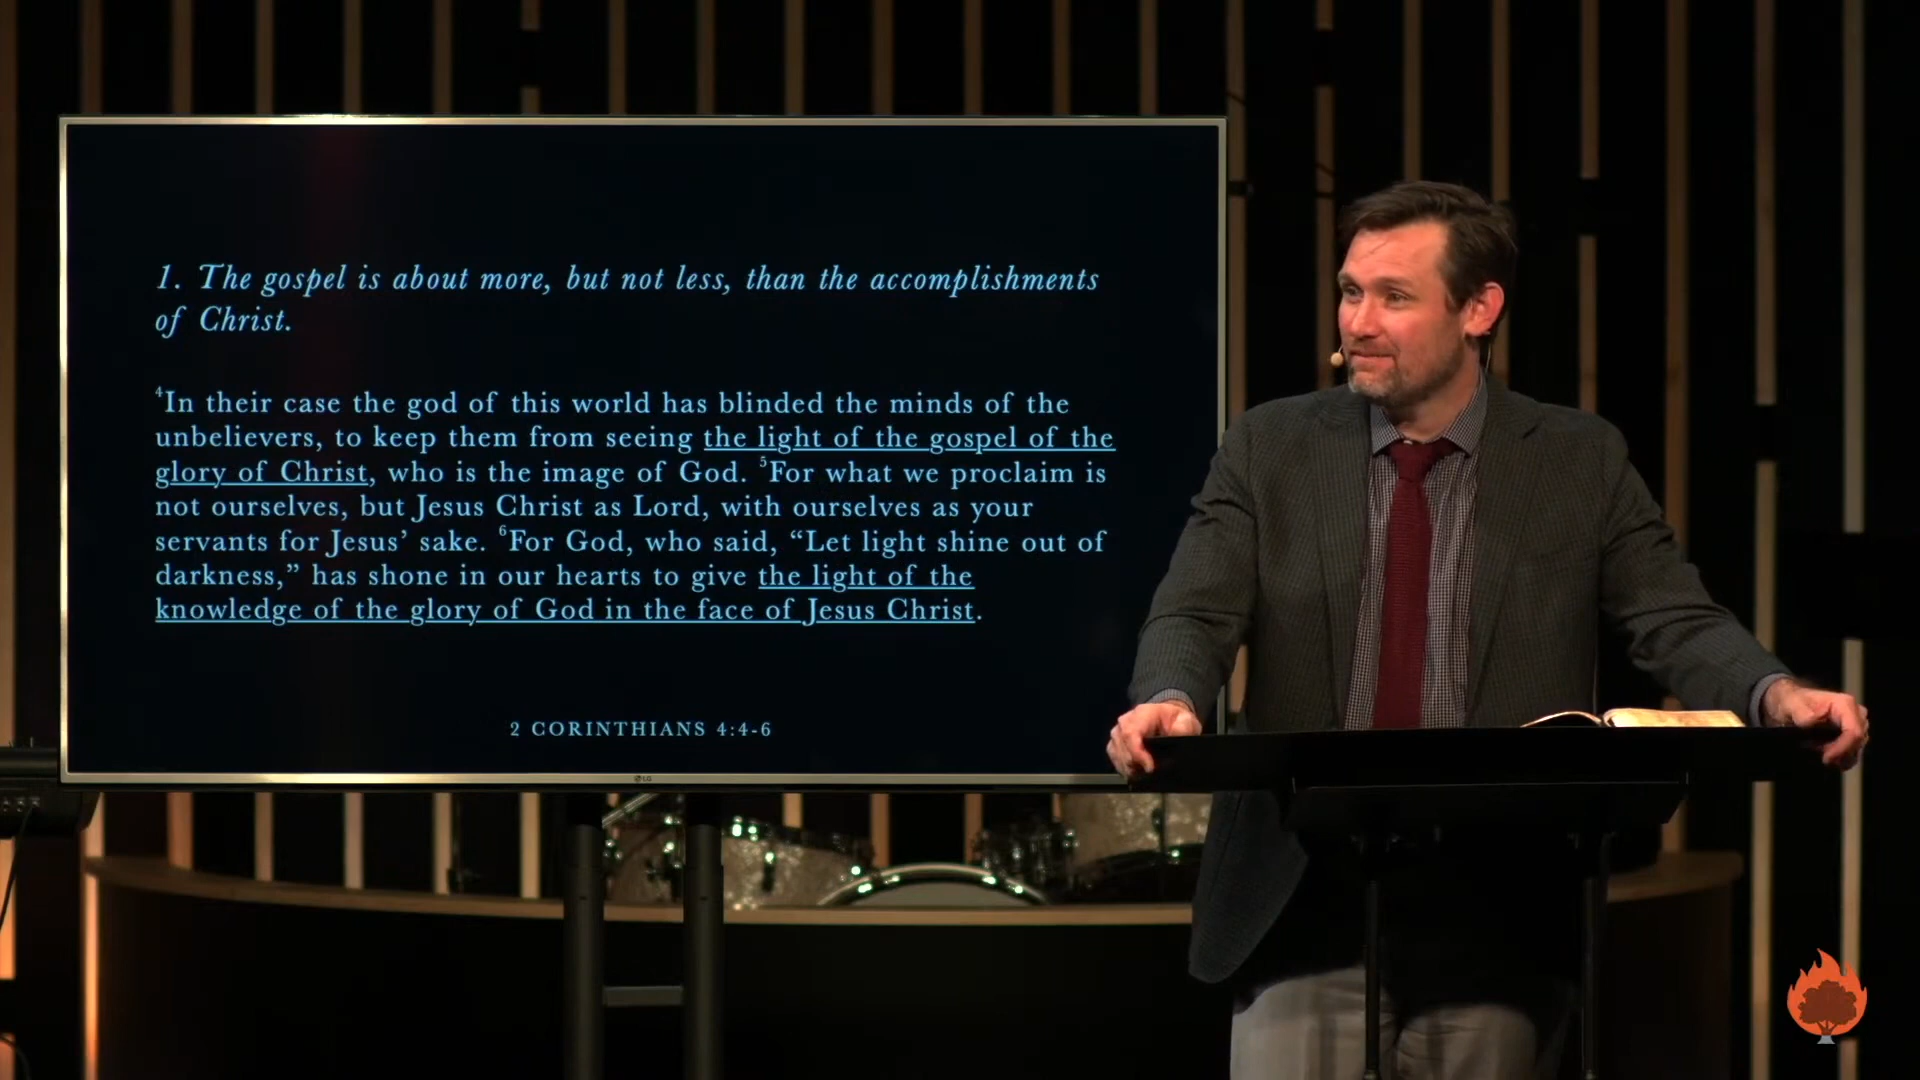 1. The gospel is about more, but not less, than the accomplishments
of Christ.
⁴In their case the god of this world has blinded the minds of the
unbelievers, to keep them from seeing the light of the gospel of the
glory of Christ, who is the image of God. ⁵For what we proclaim is
not ourselves, but Jesus Christ as Lord, with ourselves as your
servants for Jesus’ sake. ⁶For God, who said, “Let light shine out of
darkness,” has shone in our hearts to give the light of the
knowledge of the glory of God in the face of Jesus Christ.
2 CORINTHIANS 4:4-6
LG